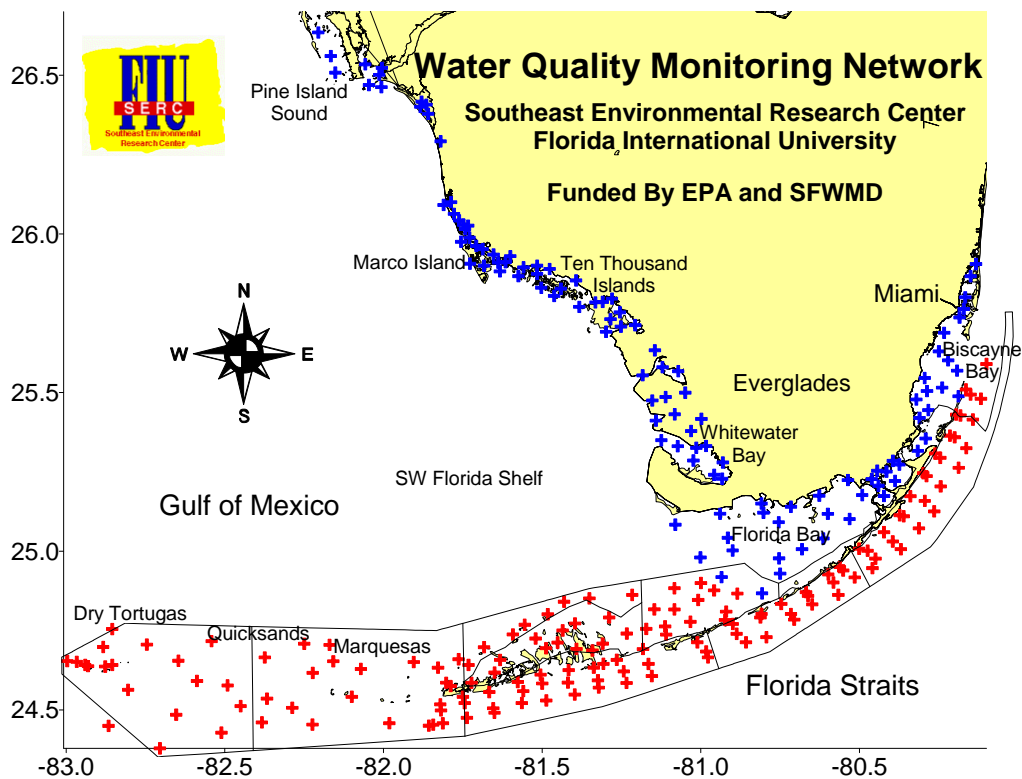 FIU
SERC
Southeast Environmental
Research Center
Water Quality Monitoring Network
Southeast Environmental Research Center
Florida International University
Funded By EPA and SFWMD
26.5
Pine Island
Sound
26.0
Marco Island
Ten Thousand
Islands
Miami
N
W
E
S
Biscayne
Bay
25.5
Everglades
Whitewater
Bay
SW Florida Shelf
Gulf of Mexico
25.0
Florida Bay
Dry Tortugas
Quicksands
Marquesas
Florida Straits
24.5
-83.0
-82.5
-82.0
-81.5
-81.0
-80.5